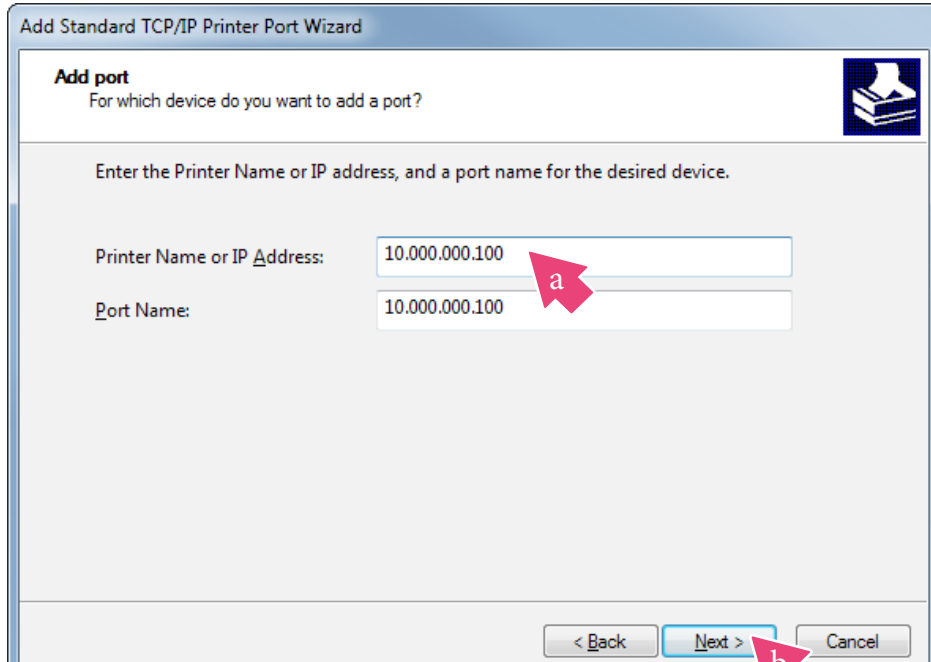 Add Standard TCP/IP Printer Port Wizard
Add port
For which device do you want to add a port?
Enter the Printer Name or IP address, and a port name for the desired device.
Printer Name or IP Address: 10.000.000.100
a
Port Name: 10.000.000.100
< Back Next > Cancel
b